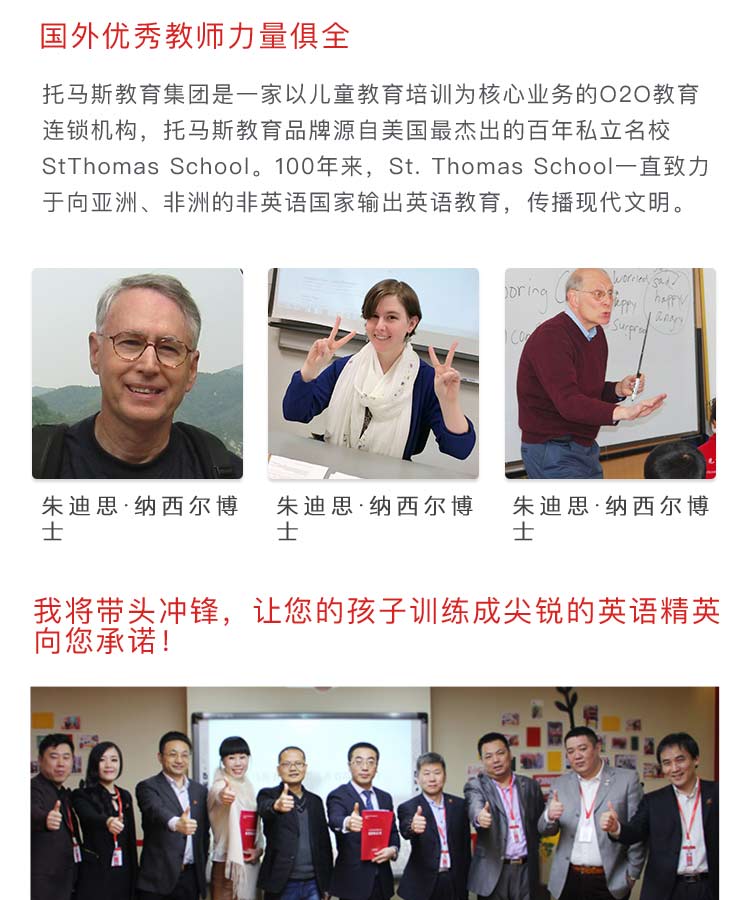 国外优秀教师力量俱全
托马斯教育集团是一家以儿童教育培训为核心业务的O2O教育
连锁机构，托马斯教育品牌源自美国最杰出的百年私立名校
StThomas School。100年来，St. Thomas School一直致力
于向亚洲、非洲的非英语国家输出英语教育，传播现代文明。
oring
worried
sad
happy
happy
angry
surpris
朱迪思·纳西尔博
士
朱迪思·纳西尔博
士
朱迪思·纳西尔博
士
我将带头冲锋，让您的孩子训练成尖锐的英语精英
向您承诺！